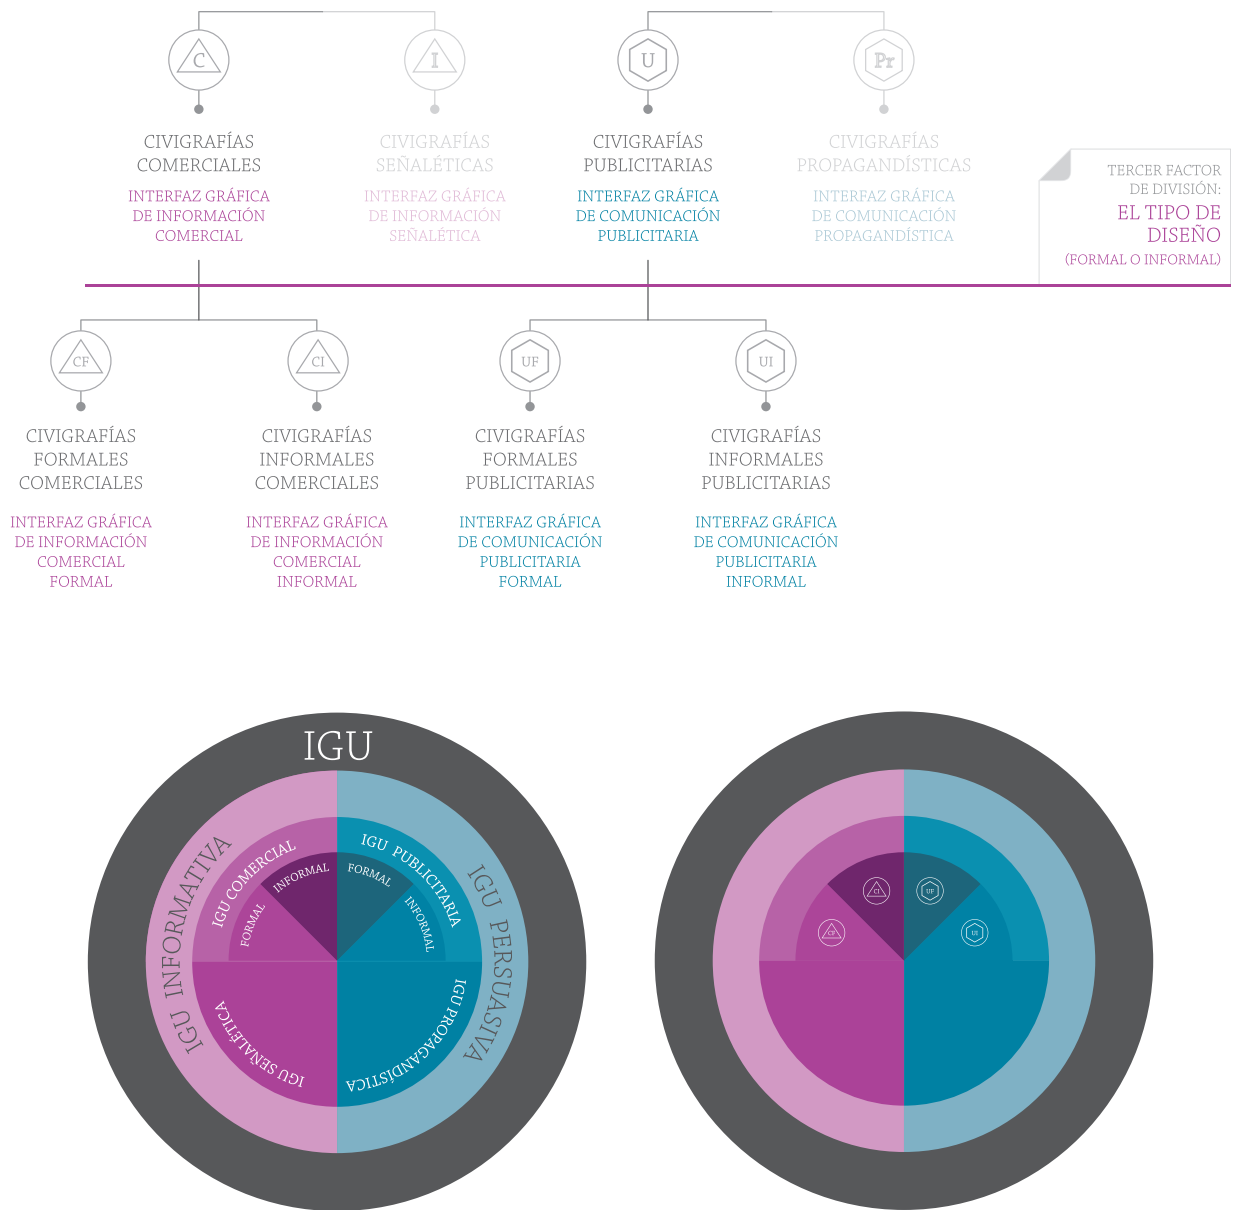 C
I
U
Pr
CIVIGRAFÍAS
COMERCIALES
INTERFAZ GRÁFICA
DE INFORMACIÓN
COMERCIAL
CIVIGRAFÍAS
SEÑALÉTICAS
INTERFAZ GRÁFICA
DE INFORMACIÓN
SEÑALÉTICA
CIVIGRAFÍAS
PUBLICITARIAS
INTERFAZ GRÁFICA
DE COMUNICACIÓN
PUBLICITARIA
CIVIGRAFÍAS
PROPAGANDÍSTICAS
INTERFAZ GRÁFICA
DE COMUNICACIÓN
PROPAGANDÍSTICA
TERCER FACTOR
DE DIVISIÓN:
EL TIPO DE
DISEÑO
(FORMAL O INFORMAL)
CF
CI
UF
UI
CIVIGRAFÍAS
FORMALES
COMERCIALES
INTERFAZ GRÁFICA
DE INFORMACIÓN
COMERCIAL
FORMAL
CIVIGRAFÍAS
INFORMALES
COMERCIALES
INTERFAZ GRÁFICA
DE INFORMACIÓN
COMERCIAL
INFORMAL
CIVIGRAFÍAS
FORMALES
PUBLICITARIAS
INTERFAZ GRÁFICA
DE COMUNICACIÓN
PUBLICITARIA
FORMAL
CIVIGRAFÍAS
INFORMALES
PUBLICITARIAS
INTERFAZ GRÁFICA
DE COMUNICACIÓN
PUBLICITARIA
INFORMAL
IGU
IGU INFORMATIVA
IGU PERSUASIVA
IGU COMERCIAL
IGU PUBLICITARIA
FORMAL
INFORMAL
FORMAL
INFORMAL
IGU SEÑALÉTICA
IGU PROPAGANDÍSTICA
CF
CI
UF
UI